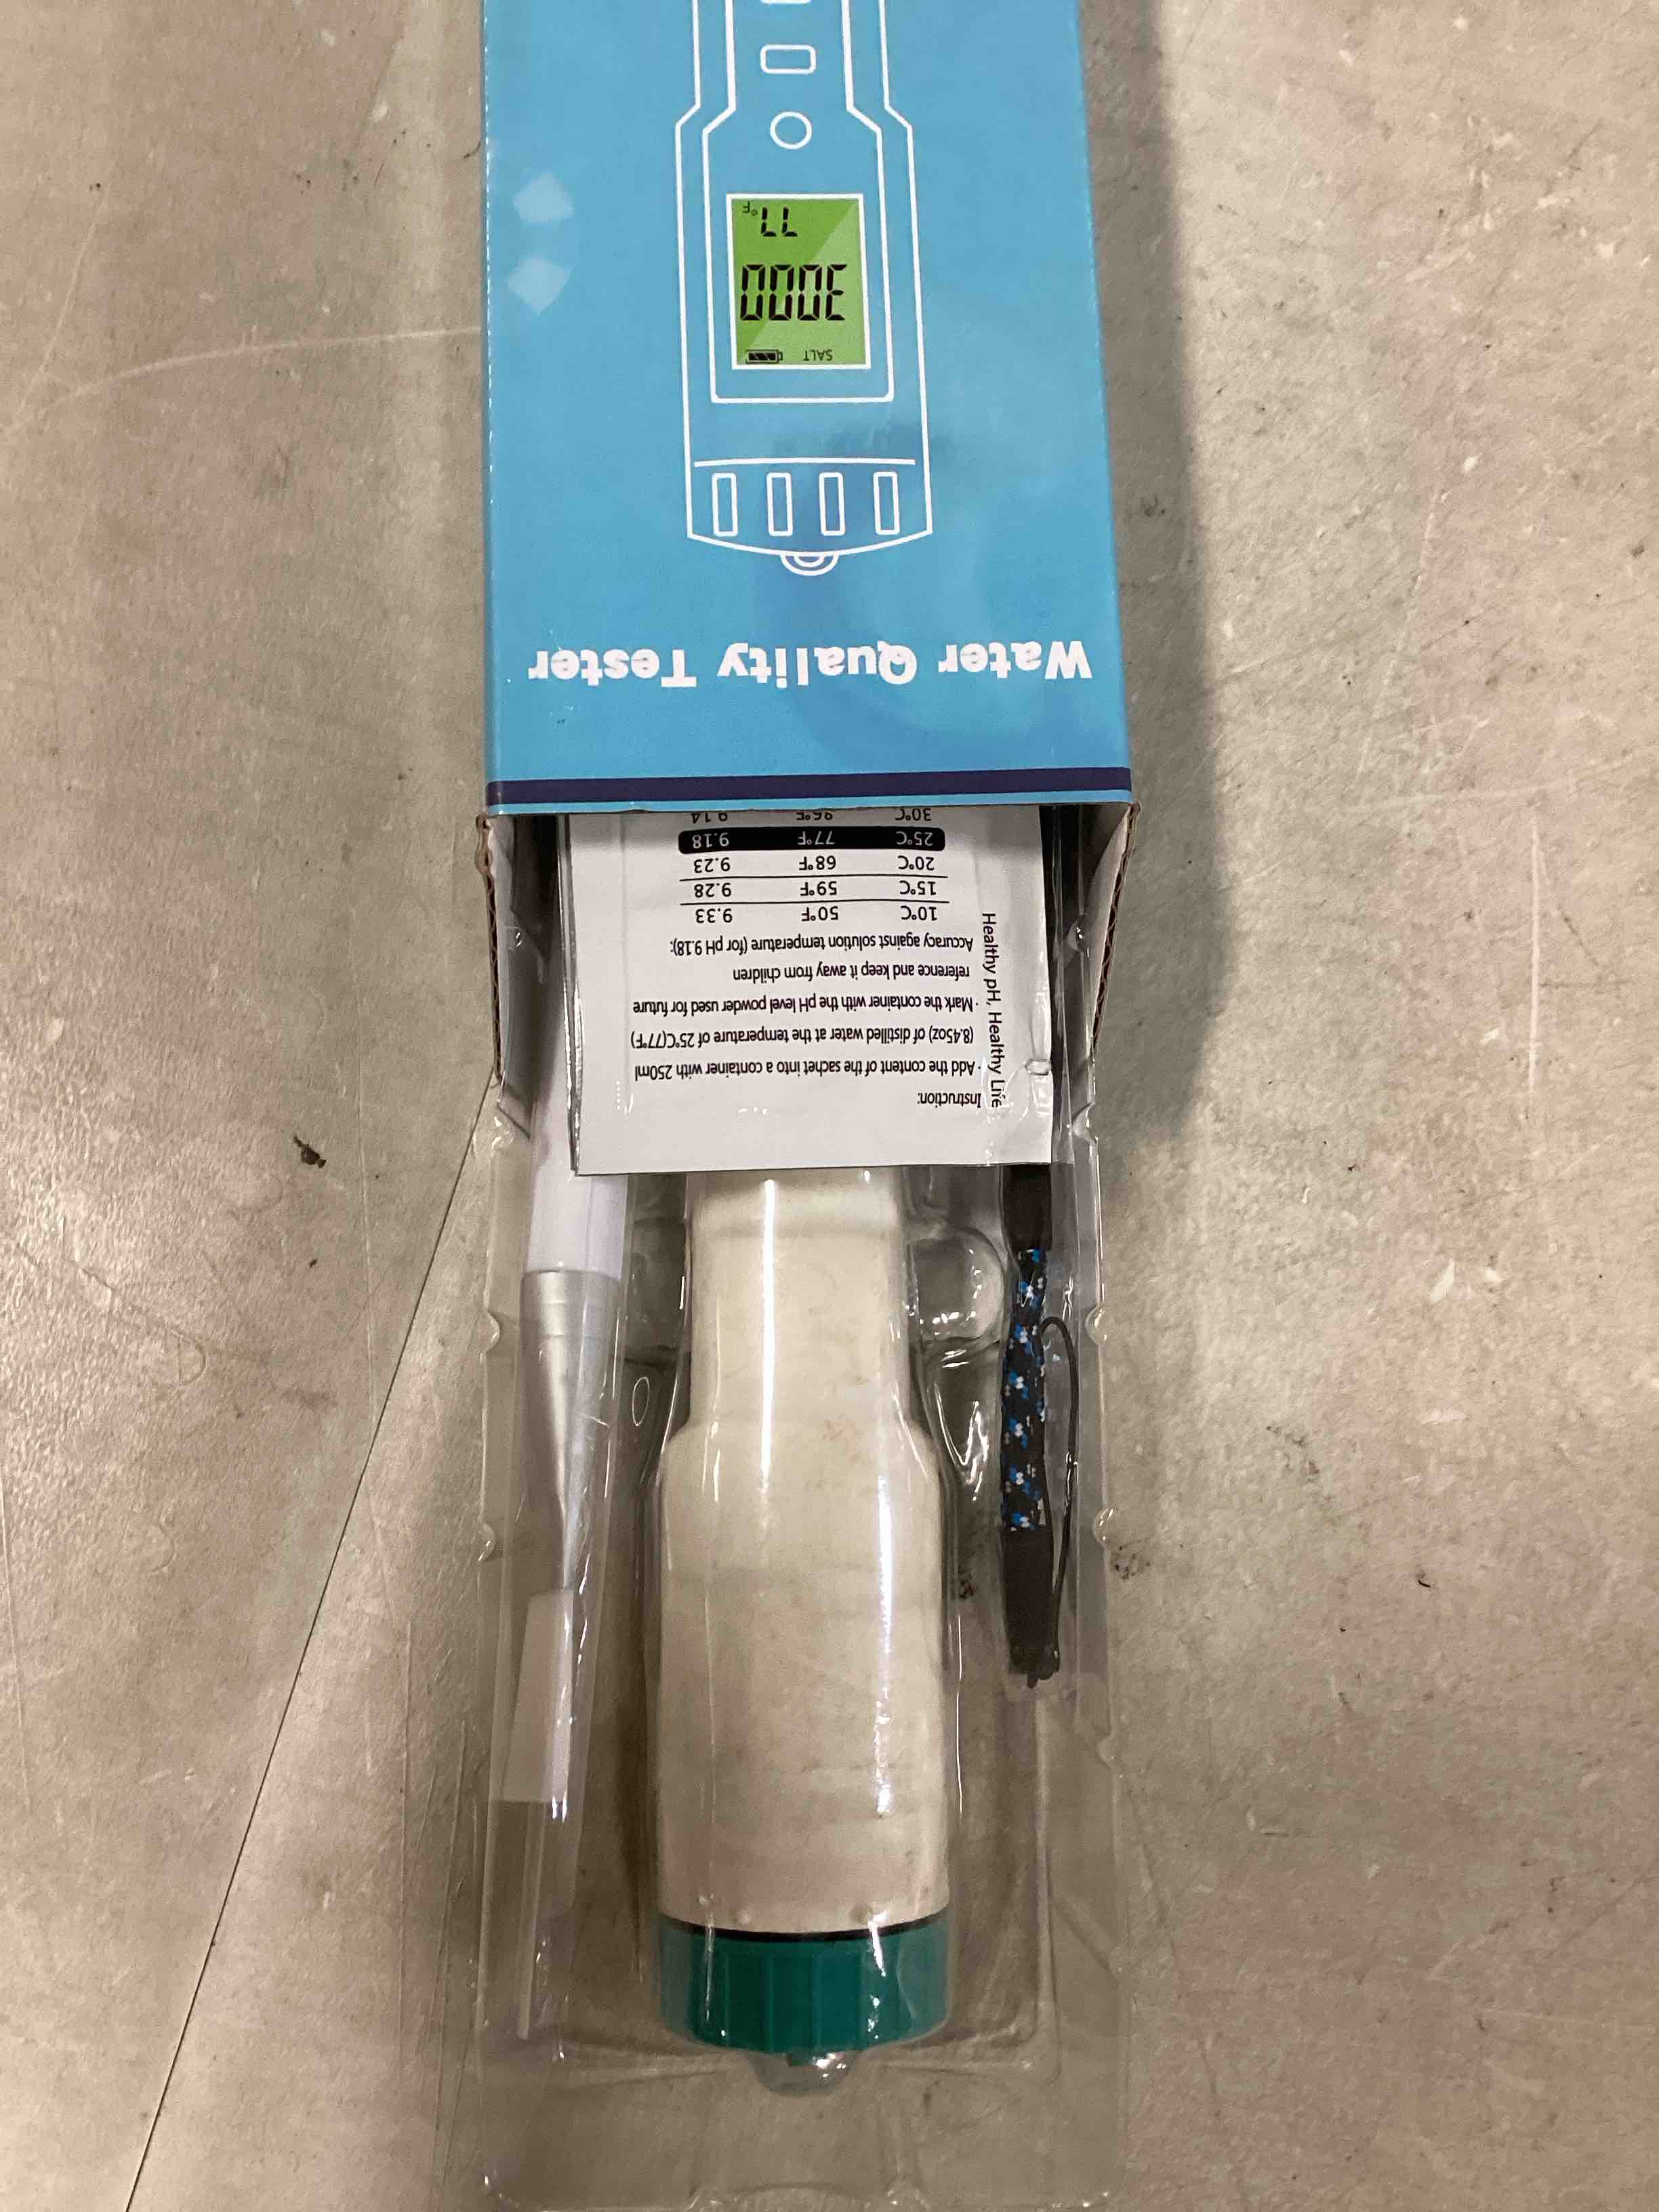 Water Quality Tester
SALT
3000
77°F
Healthy pH, Healthy Life
Instruction:
· Add the content of the sachet into a container with 250ml
(8.45oz) of distilled water at the temperature of 25°C(77°F)
· Mark the container with the pH level powder used for future
reference and keep it away from children
Accuracy against solution temperature (for pH 9.18):
10°C 50°F 9.33
15°C 59°F 9.28
20°C 68°F 9.23
25°C 77°F 9.18
30°C 86°F 9.14